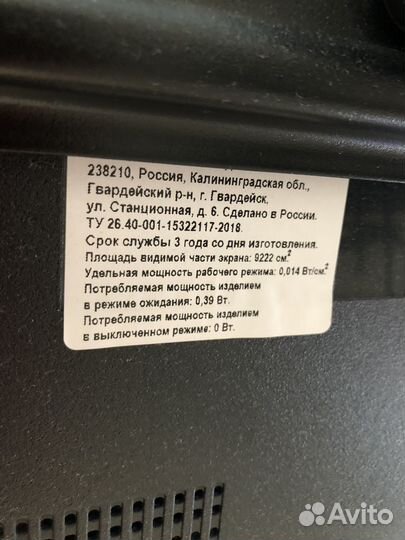 238210, Россия, Калининградская обл.,
Гвардейский р-н, г. Гвардейск,
ул. Станционная, д. 6. Сделано в России.
ТУ 26.40-001-15322117-2018.
Срок службы 3 года со дня изготовления.
Площадь видимой части экрана: 9222 см²
Удельная мощность рабочего режима: 0,014 Вт/см²
Потребляемая мощность изделием
в режиме ожидания: 0,39 Вт.
Потребляемая мощность изделием
в выключенном режиме: 0 Вт.
Avito